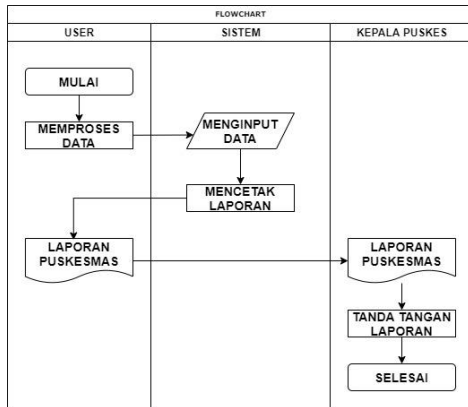 FLOWCHART
USER
SISTEM
KEPALA PUSKES
MULAI
MEMPROSES
DATA
MENGINPUT
DATA
MENCETAK
LAPORAN
LAPORAN
PUSKESMAS
LAPORAN
PUSKESMAS
TANDA TANGAN
LAPORAN
SELESAI